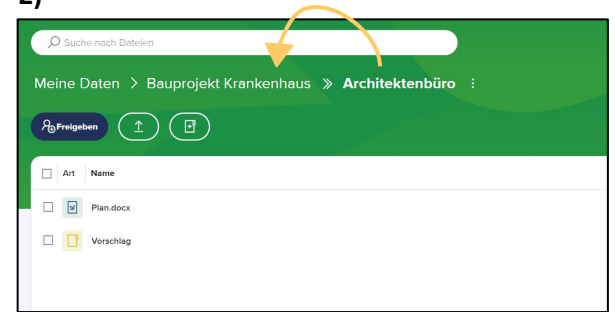 2)
Suche nach Dateien
Meine Daten > Bauprojekt Krankenhaus » Architektenbüro ⋮
Freigeben
Art Name
Plan.docx
Vorschlag